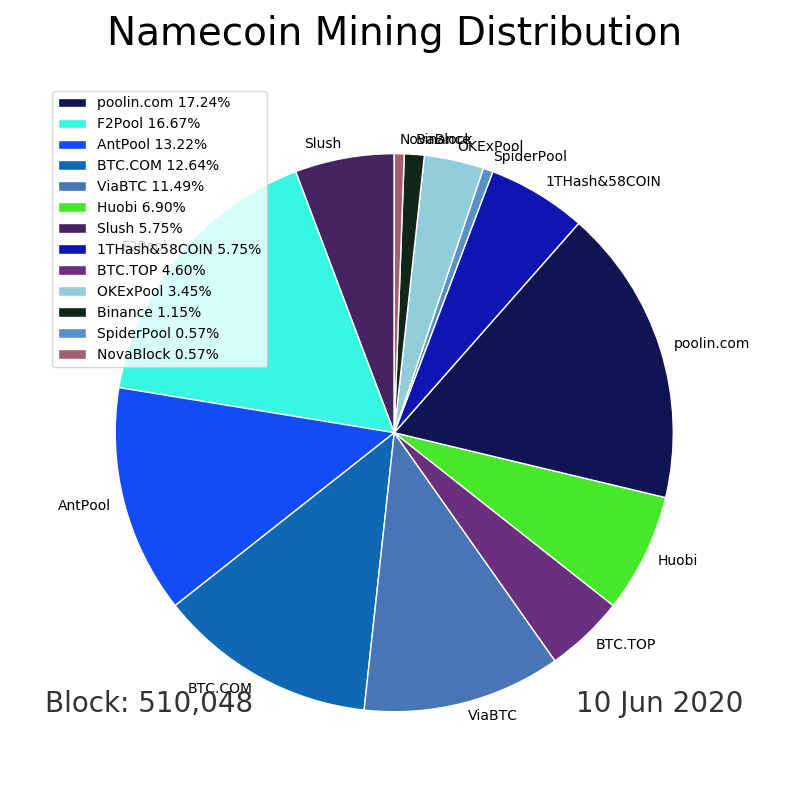 Namecoin Mining Distribution
poolin.com 17.24%
F2Pool 16.67%
AntPool 13.22%
BTC.COM 12.64%
ViaBTC 11.49%
Huobi 6.90%
Slush 5.75%
1THash&58COIN 5.75%
BTC.TOP 4.60%
OKExPool 3.45%
Binance 1.15%
SpiderPool 0.57%
NovaBlock 0.57%
Slush
NovaBlock
Binance
OKExPool
SpiderPool
1THash&58COIN
F2Pool
poolin.com
AntPool
Huobi
BTC.TOP
BTC.COM
ViaBTC
Block: 510,048
10 Jun 2020